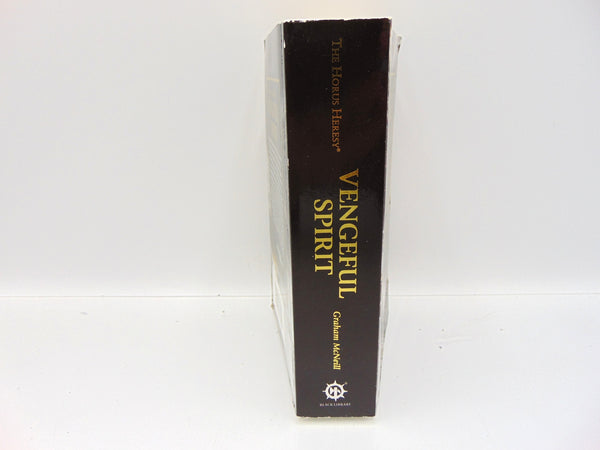 THE HORUS HERESY®
VENGEFUL
SPIRIT
Graham McNeill
BLACK LIBRARY